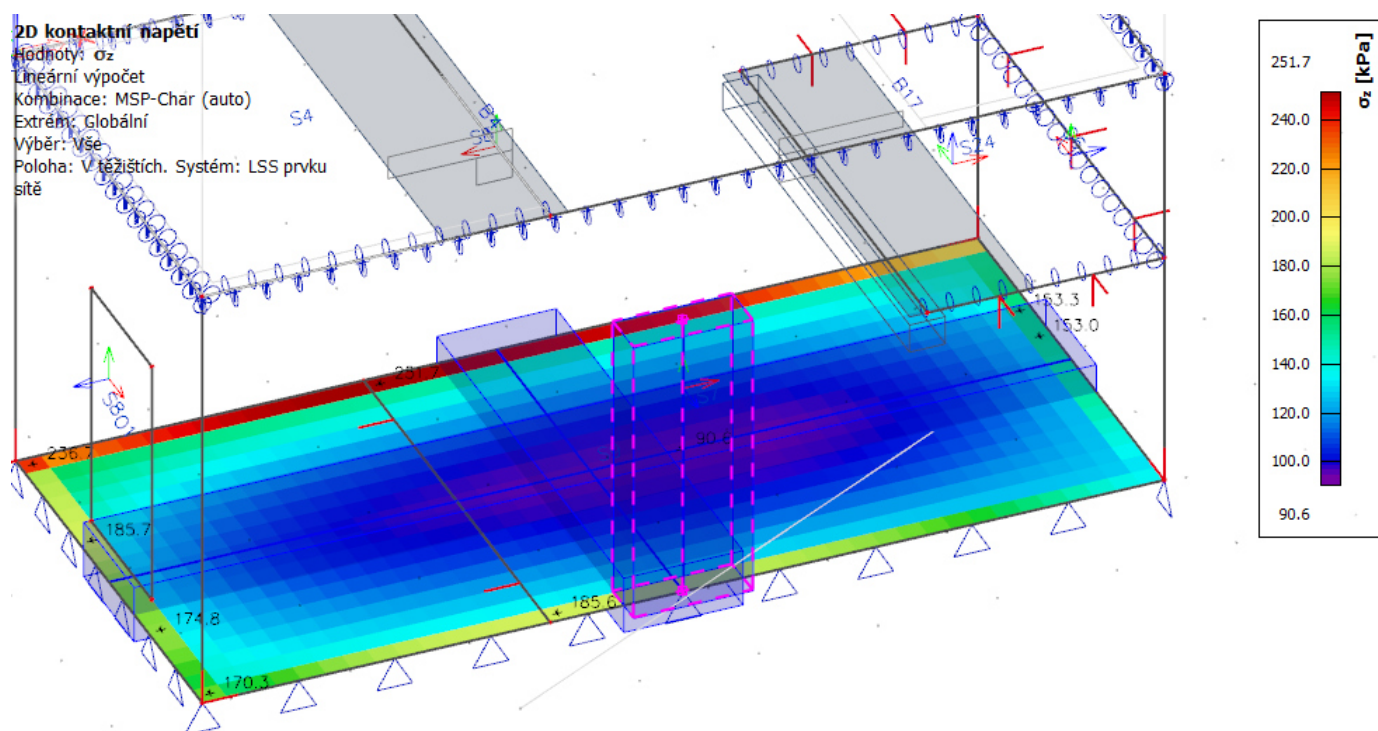 2D kontaktní napětí
Hodnoty: σz
Lineární výpočet
Kombinace: MSP-Char (auto)
Extrém: Globální
Výběr: Vše
Poloha: V těžištích. Systém: LSS prvku
sítě
S4
B17
S24
S801
S7
251.7
153.3
153.0
236.7
90.6
185.7
185.6
174.8
170.3
σz [kPa]
251.7
240.0
220.0
200.0
180.0
160.0
140.0
120.0
100.0
90.6